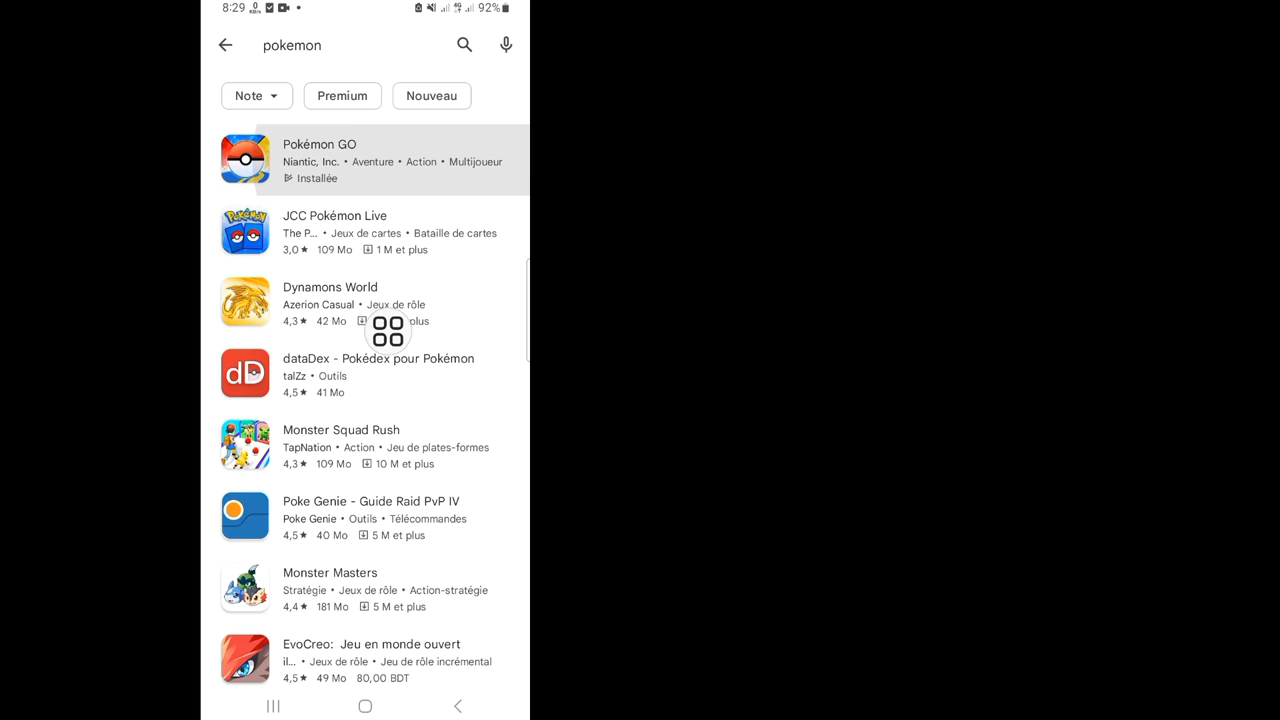 8:29 0 KB/s 4G 92%
pokemon
Note Premium Nouveau
Pokémon GO
Niantic, Inc. • Aventure • Action • Multijoueur
Installée
Pokémon
JCC Pokémon Live
The P... • Jeux de cartes • Bataille de cartes
3,0★ 109 Mo 1 M et plus
Dynamons World
Azerion Casual • Jeux de rôle
4,3★ 42 Mo plus
dD
dataDex - Pokédex pour Pokémon
talZz • Outils
4,5★ 41 Mo
Monster Squad Rush
TapNation • Action • Jeu de plates-formes
4,3★ 109 Mo 10 M et plus
Poke Genie - Guide Raid PvP IV
Poke Genie • Outils • Télécommandes
4,5★ 40 Mo 5 M et plus
Monster Masters
Stratégie • Jeux de rôle • Action-stratégie
4,4★ 181 Mo 5 M et plus
EvoCreo: Jeu en monde ouvert
il... • Jeux de rôle • Jeu de rôle incrémental
4,5★ 49 Mo 80,00 BDT